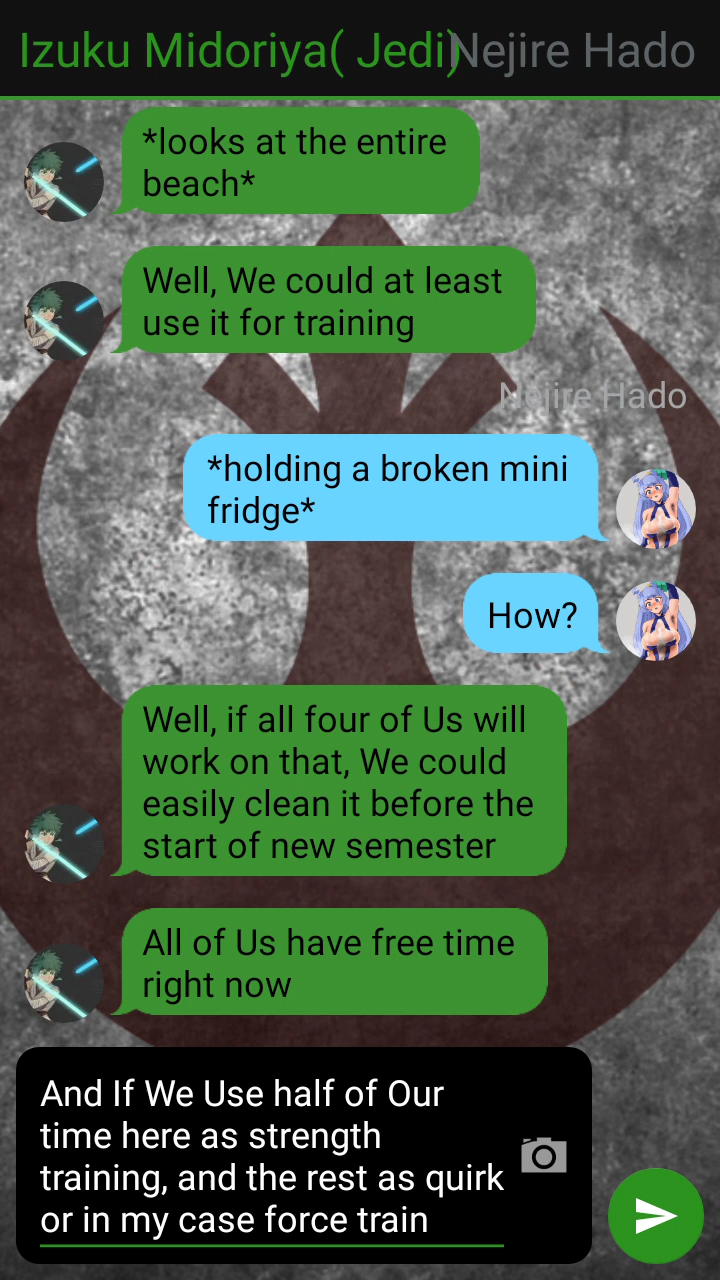 Izuku Midoriya( Jedi)
Nejire Hado
*looks at the entire
beach*
Well, We could at least
use it for training
Nejire Hado
*holding a broken mini
fridge*
How?
Well, if all four of Us will
work on that, We could
easily clean it before the
start of new semester
All of Us have free time
right now
And If We Use half of Our
time here as strength
training, and the rest as quirk
or in my case force train